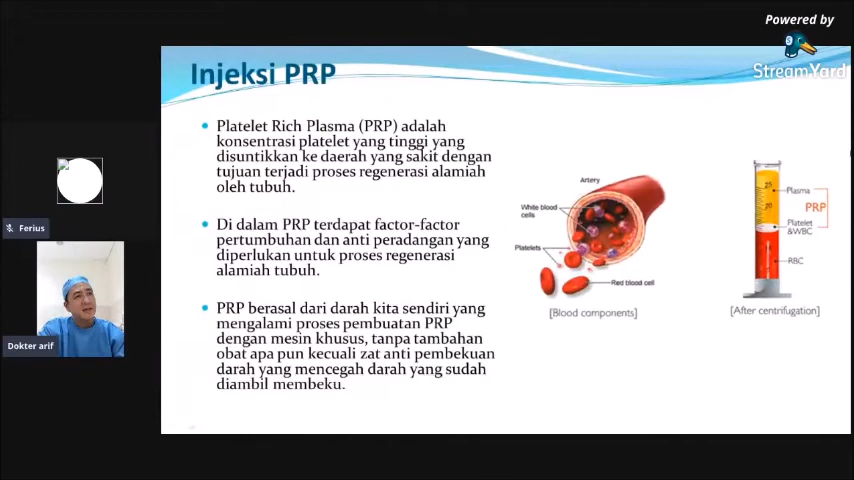 Powered by
StreamYard
Injeksi PRP
Platelet Rich Plasma (PRP) adalah
konsentrasi platelet yang tinggi yang
disuntikkan ke daerah yang sakit dengan
tujuan terjadi proses regenerasi alamiah
oleh tubuh.
Di dalam PRP terdapat factor-factor
pertumbuhan dan anti peradangan yang
diperlukan untuk proses regenerasi
alamiah tubuh.
PRP berasal dari darah kita sendiri yang
mengalami proses pembuatan PRP
dengan mesin khusus, tanpa tambahan
obat apa pun kecuali zat anti pembekuan
darah yang mencegah darah yang sudah
diambil membeku.
Artery
White blood
cells
Platelets
Red blood cell
[Blood components]
25
20
Plasma
PRP
Platelet
&WBC
RBC
[After centrifugation]
Ferius
Dokter arif